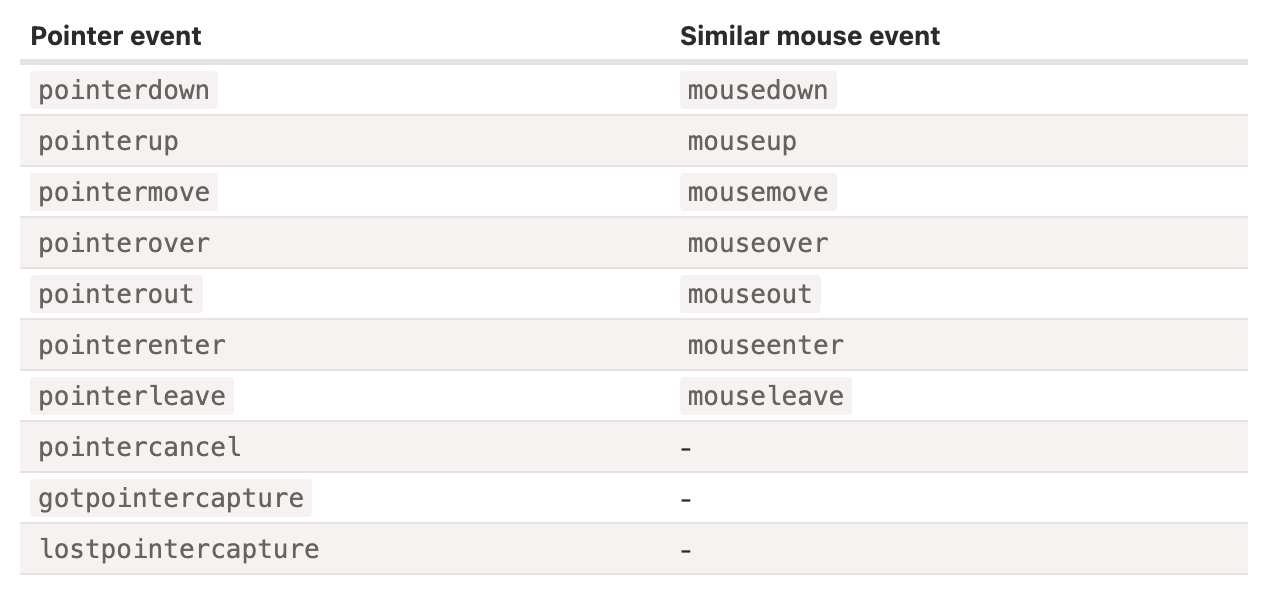 Pointer event Similar mouse event
pointerdown mousedown
pointerup mouseup
pointermove mousemove
pointerover mouseover
pointerout mouseout
pointerenter mouseenter
pointerleave mouseleave
pointercancel -
gotpointercapture -
lostpointercapture -